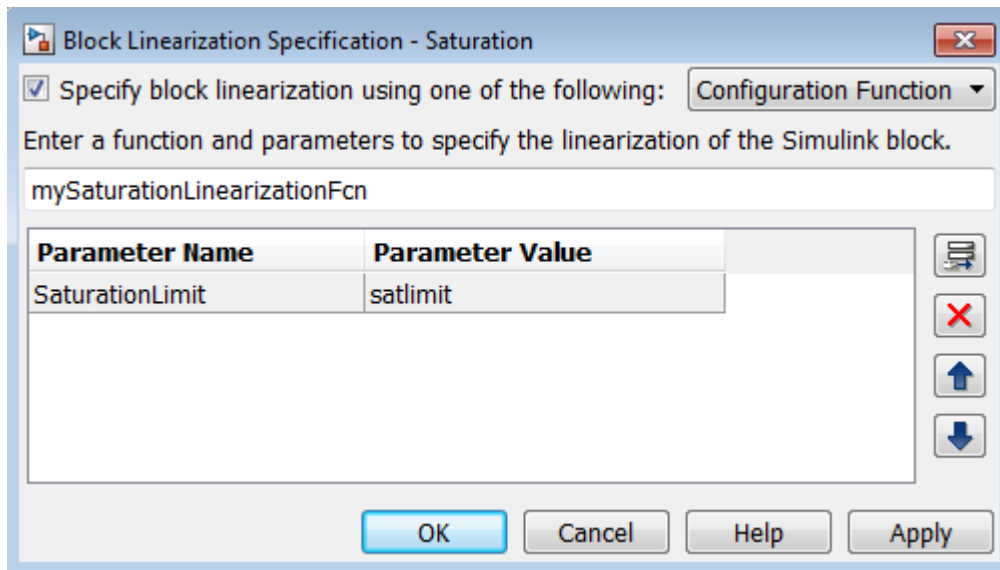 Block Linearization Specification - Saturation
Specify block linearization using one of the following: Configuration Function
Enter a function and parameters to specify the linearization of the Simulink block.
mySaturationLinearizationFcn
Parameter Name Parameter Value
SaturationLimit satlimit
OK Cancel Help Apply